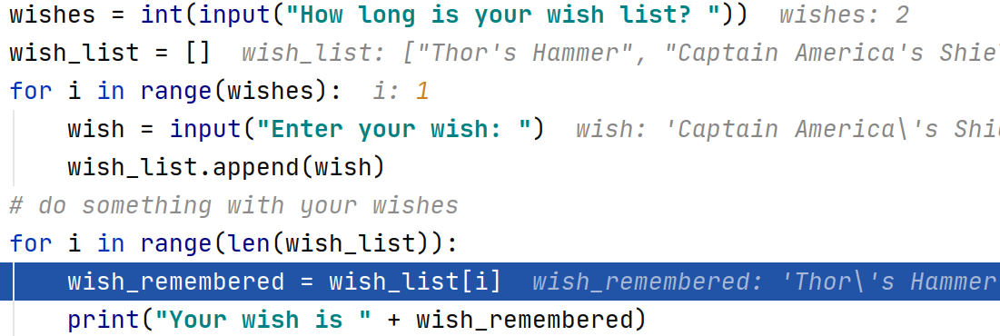 wishes = int(input("How long is your wish list? "))  wishes: 2
wish_list = []  wish_list: ["Thor's Hammer", "Captain America's
for i in range(wishes):  i: 1
    wish = input("Enter your wish: ")  wish: 'Captain America\'s
    wish_list.append(wish)
# do something with your wishes
for i in range(len(wish_list)):
    wish_remembered = wish_list[i]  wish_remembered: 'Thor\'s Hammer
    print("Your wish is " + wish_remembered)